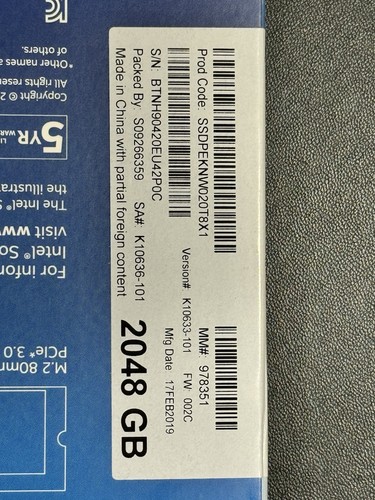 Prod Code: SSDPEKNW020T8X1
MM#: 978351
Version# K10633-101 FW 002C
S/N: BTNH90420EU42P0C
Mfg Date 17FEB2019
Packed By: S09266359 SA#: K10636-101
Made in China with partial foreign content
2048 GB
M.2 80mm
PCIe* 3.0
For infor
Intel® So
visit www
The Intel® S
the illustra
5YR
Copyright © 2
All rights rese
*Other names a
of others.